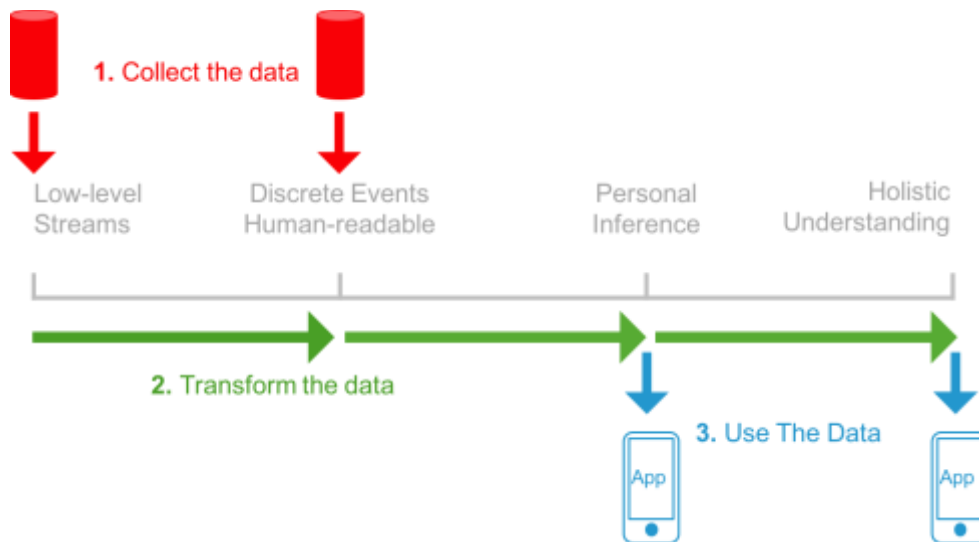 1. Collect the data
Low-level
Streams
Discrete Events
Human-readable
Personal
Inference
Holistic
Understanding
2. Transform the data
3. Use The Data
App
App